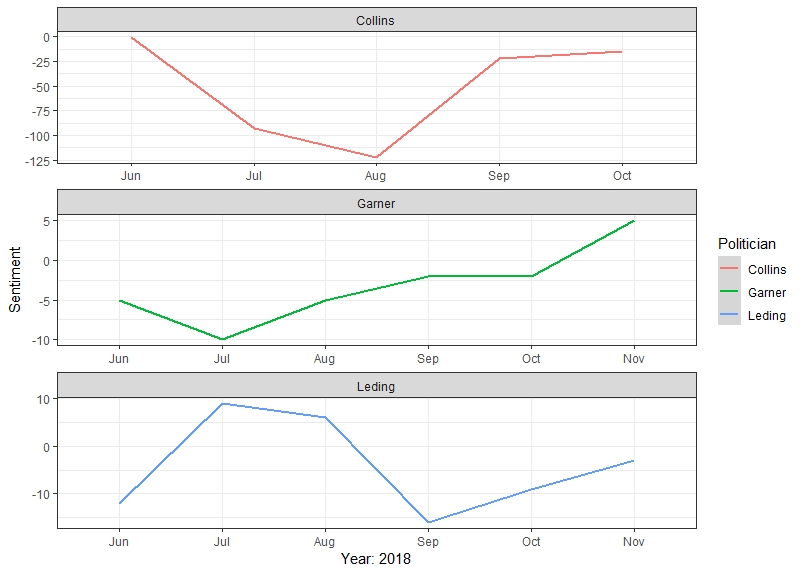 Collins
0
-25
-50
-75
-100
-125
Jun Jul Aug Sep Oct
Garner
5
0
-5
-10
Jun Jul Aug Sep Oct Nov
Leding
10
0
-10
Jun Jul Aug Sep Oct Nov
Year: 2018
Sentiment
Politician
Collins
Garner
Leding